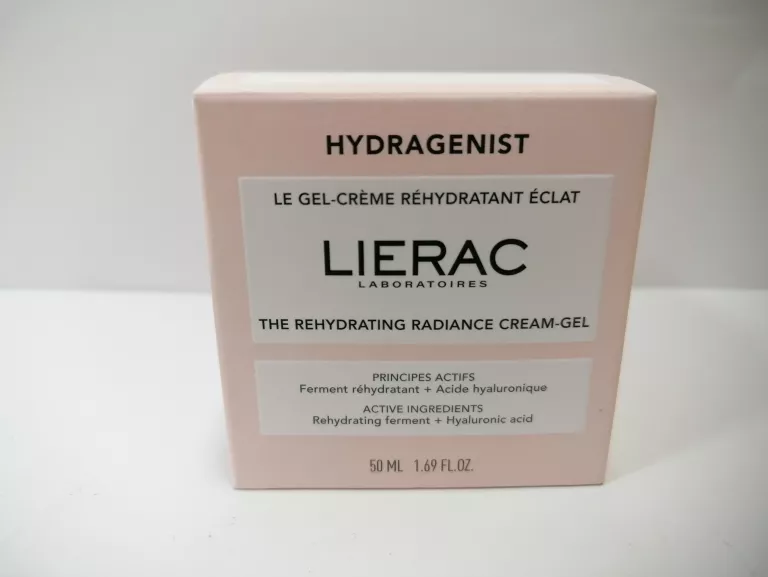 HYDRAGENIST
LE GEL-CRÈME RÉHYDRATANT ÉCLAT
LIERAC
LABORATOIRES
THE REHYDRATING RADIANCE CREAM-GEL
PRINCIPES ACTIFS
Ferment réhydratant + Acide hyaluronique
ACTIVE INGREDIENTS
Rehydrating ferment + Hyaluronic acid
50 ML 1.69 FL.OZ.